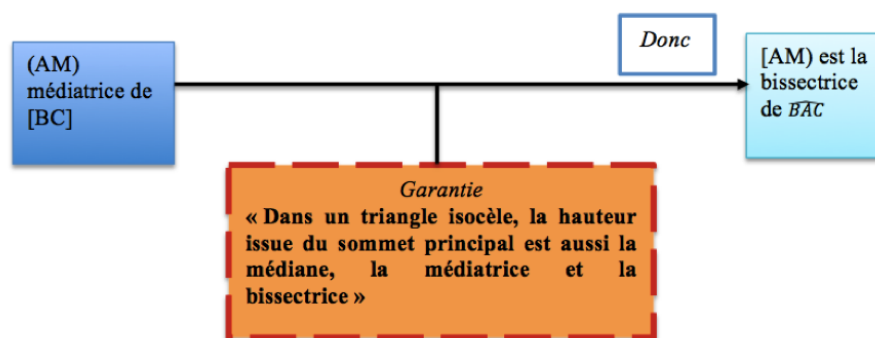 (AM)
médiatrice de
[BC]
Donc
[AM) est la
bissectrice
de B͡AC
Garantie
« Dans un triangle isocèle, la hauteur
issue du sommet principal est aussi la
médiane, la médiatrice et la
bissectrice »